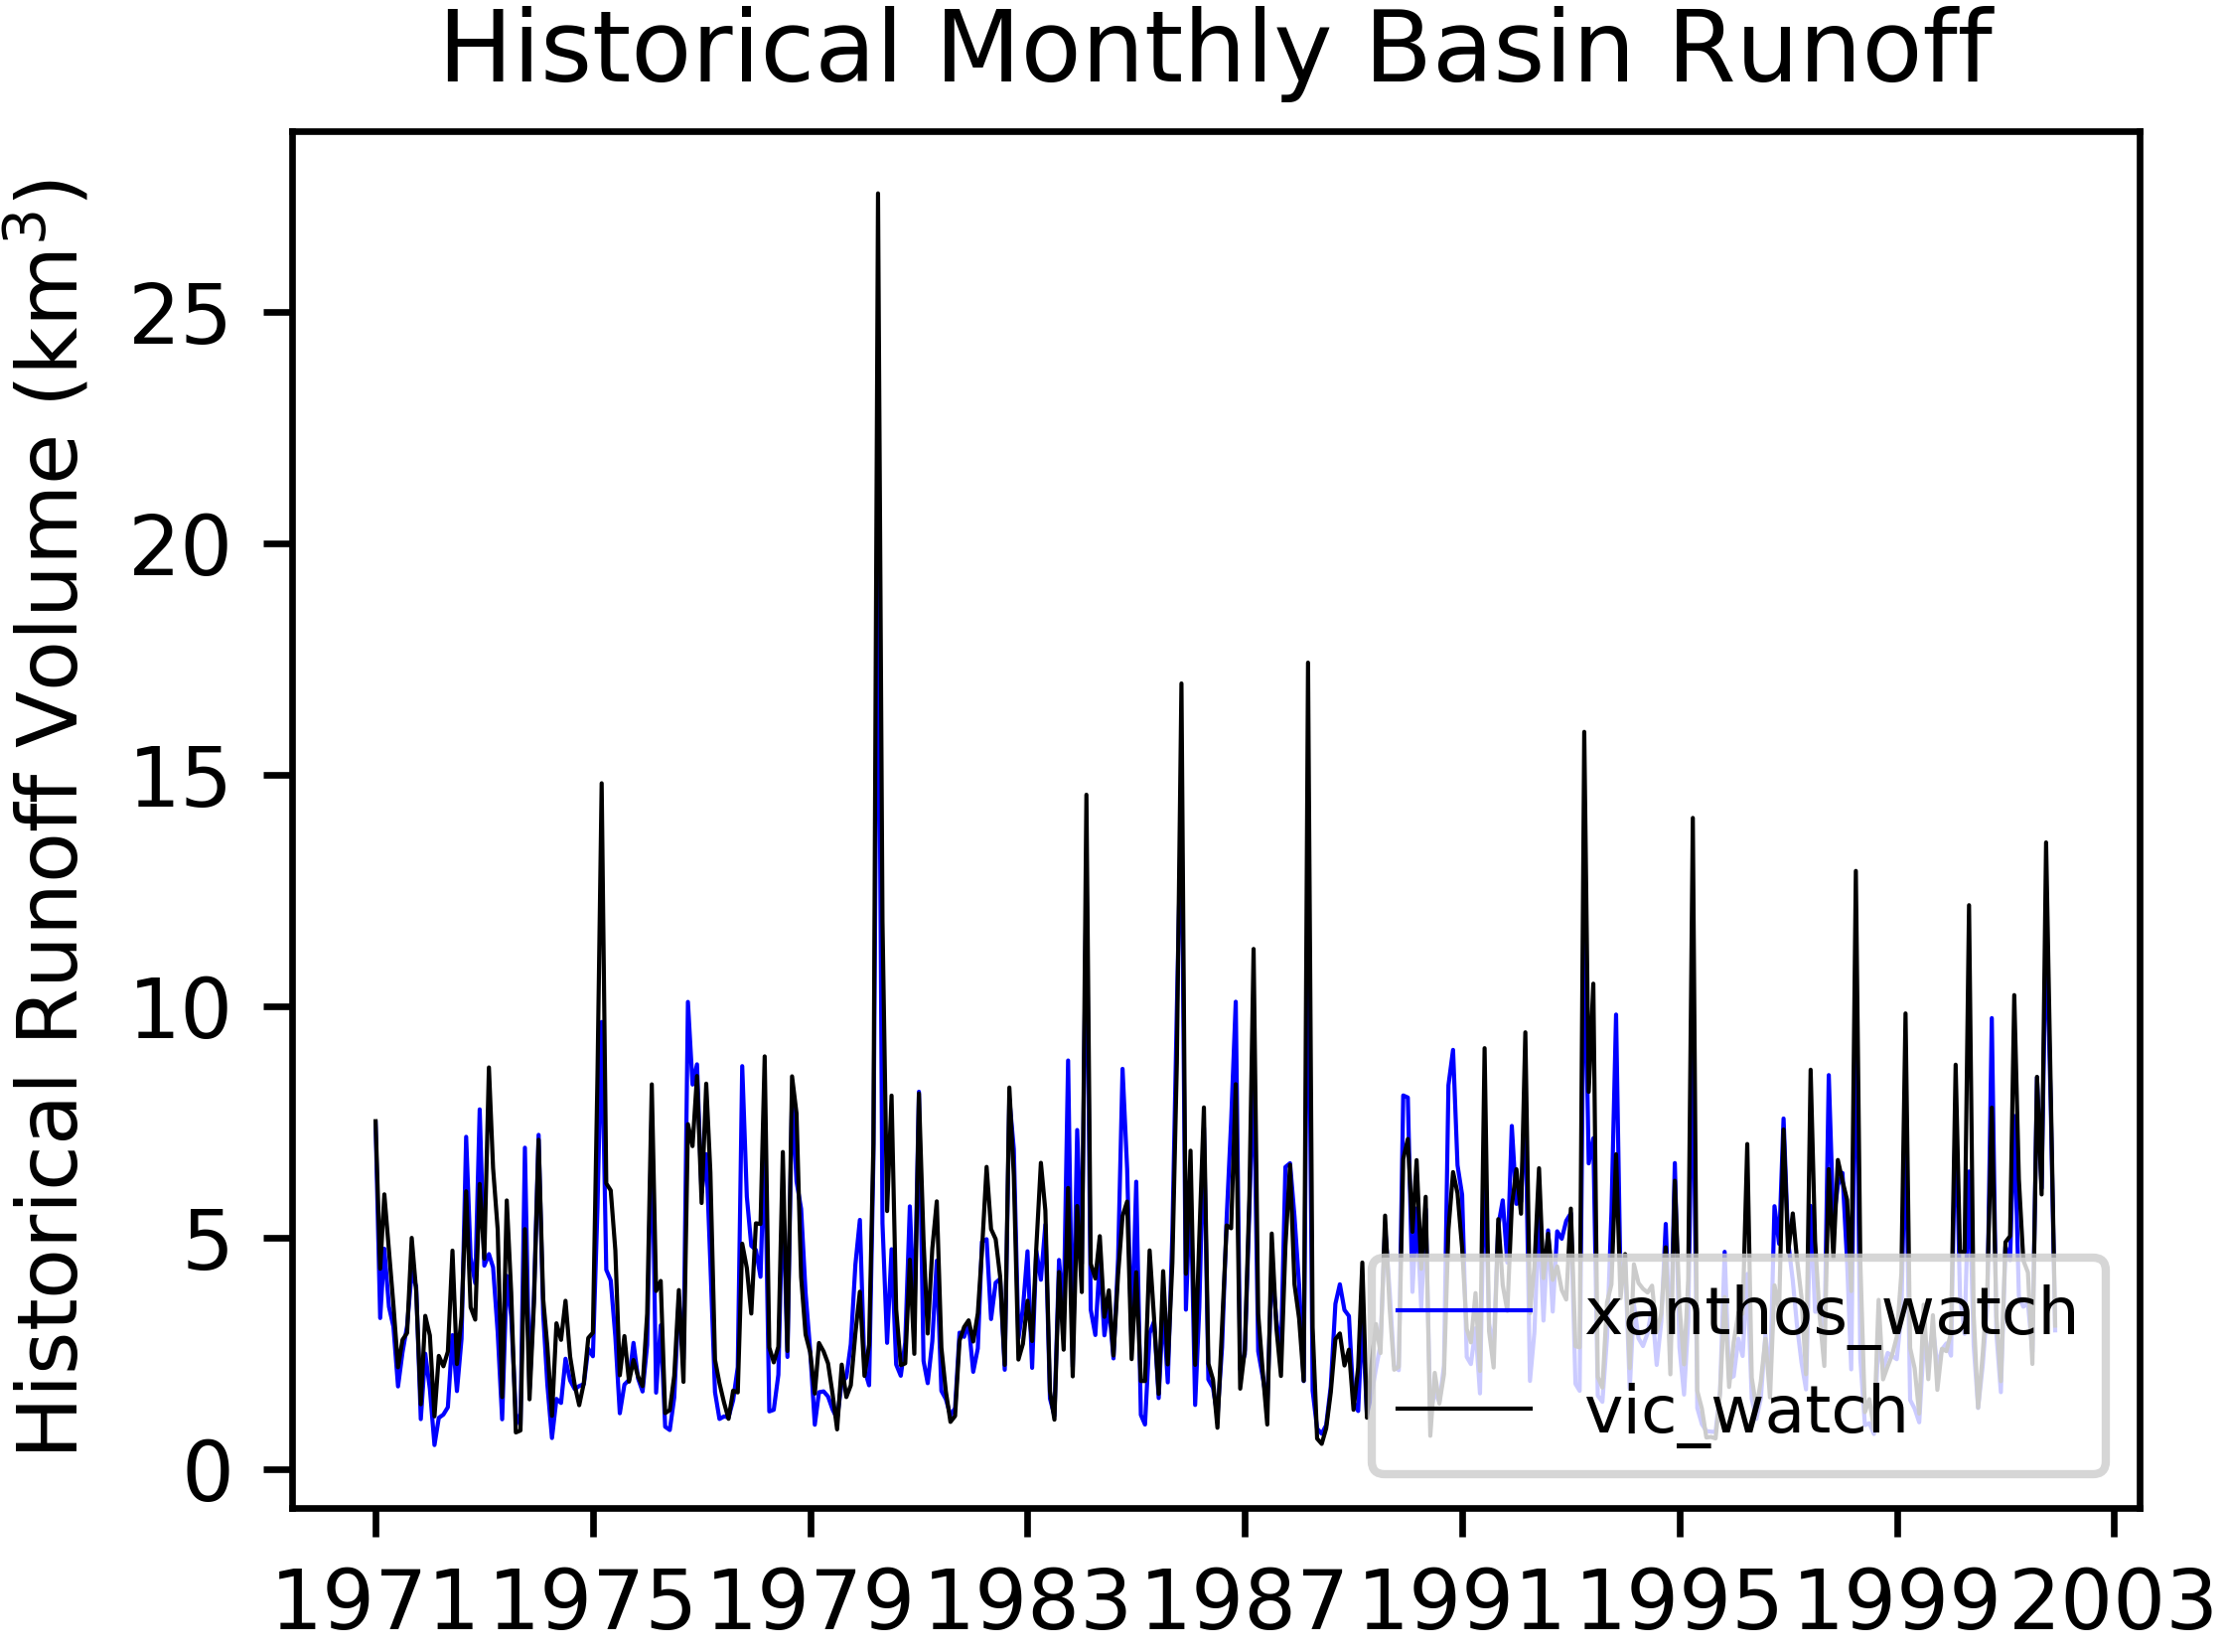 Historical Monthly Basin Runoff
Historical Runoff Volume (km³)
25
20
15
10
5
0
xanthos_watch
vic_watch
1971 1975 1979 1983 1987 1991 1995 1999 2003